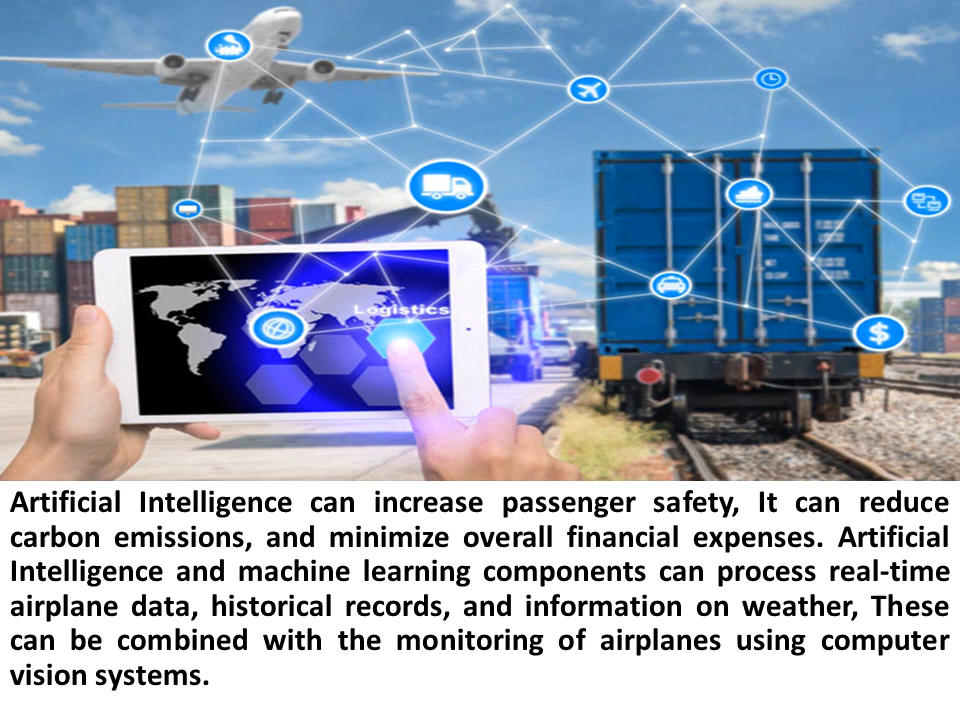 Logistics
$
Artificial Intelligence can increase passenger safety, It can reduce
carbon emissions, and minimize overall financial expenses. Artificial
Intelligence and machine learning components can process real-time
airplane data, historical records, and information on weather, These
can be combined with the monitoring of airplanes using computer
vision systems.